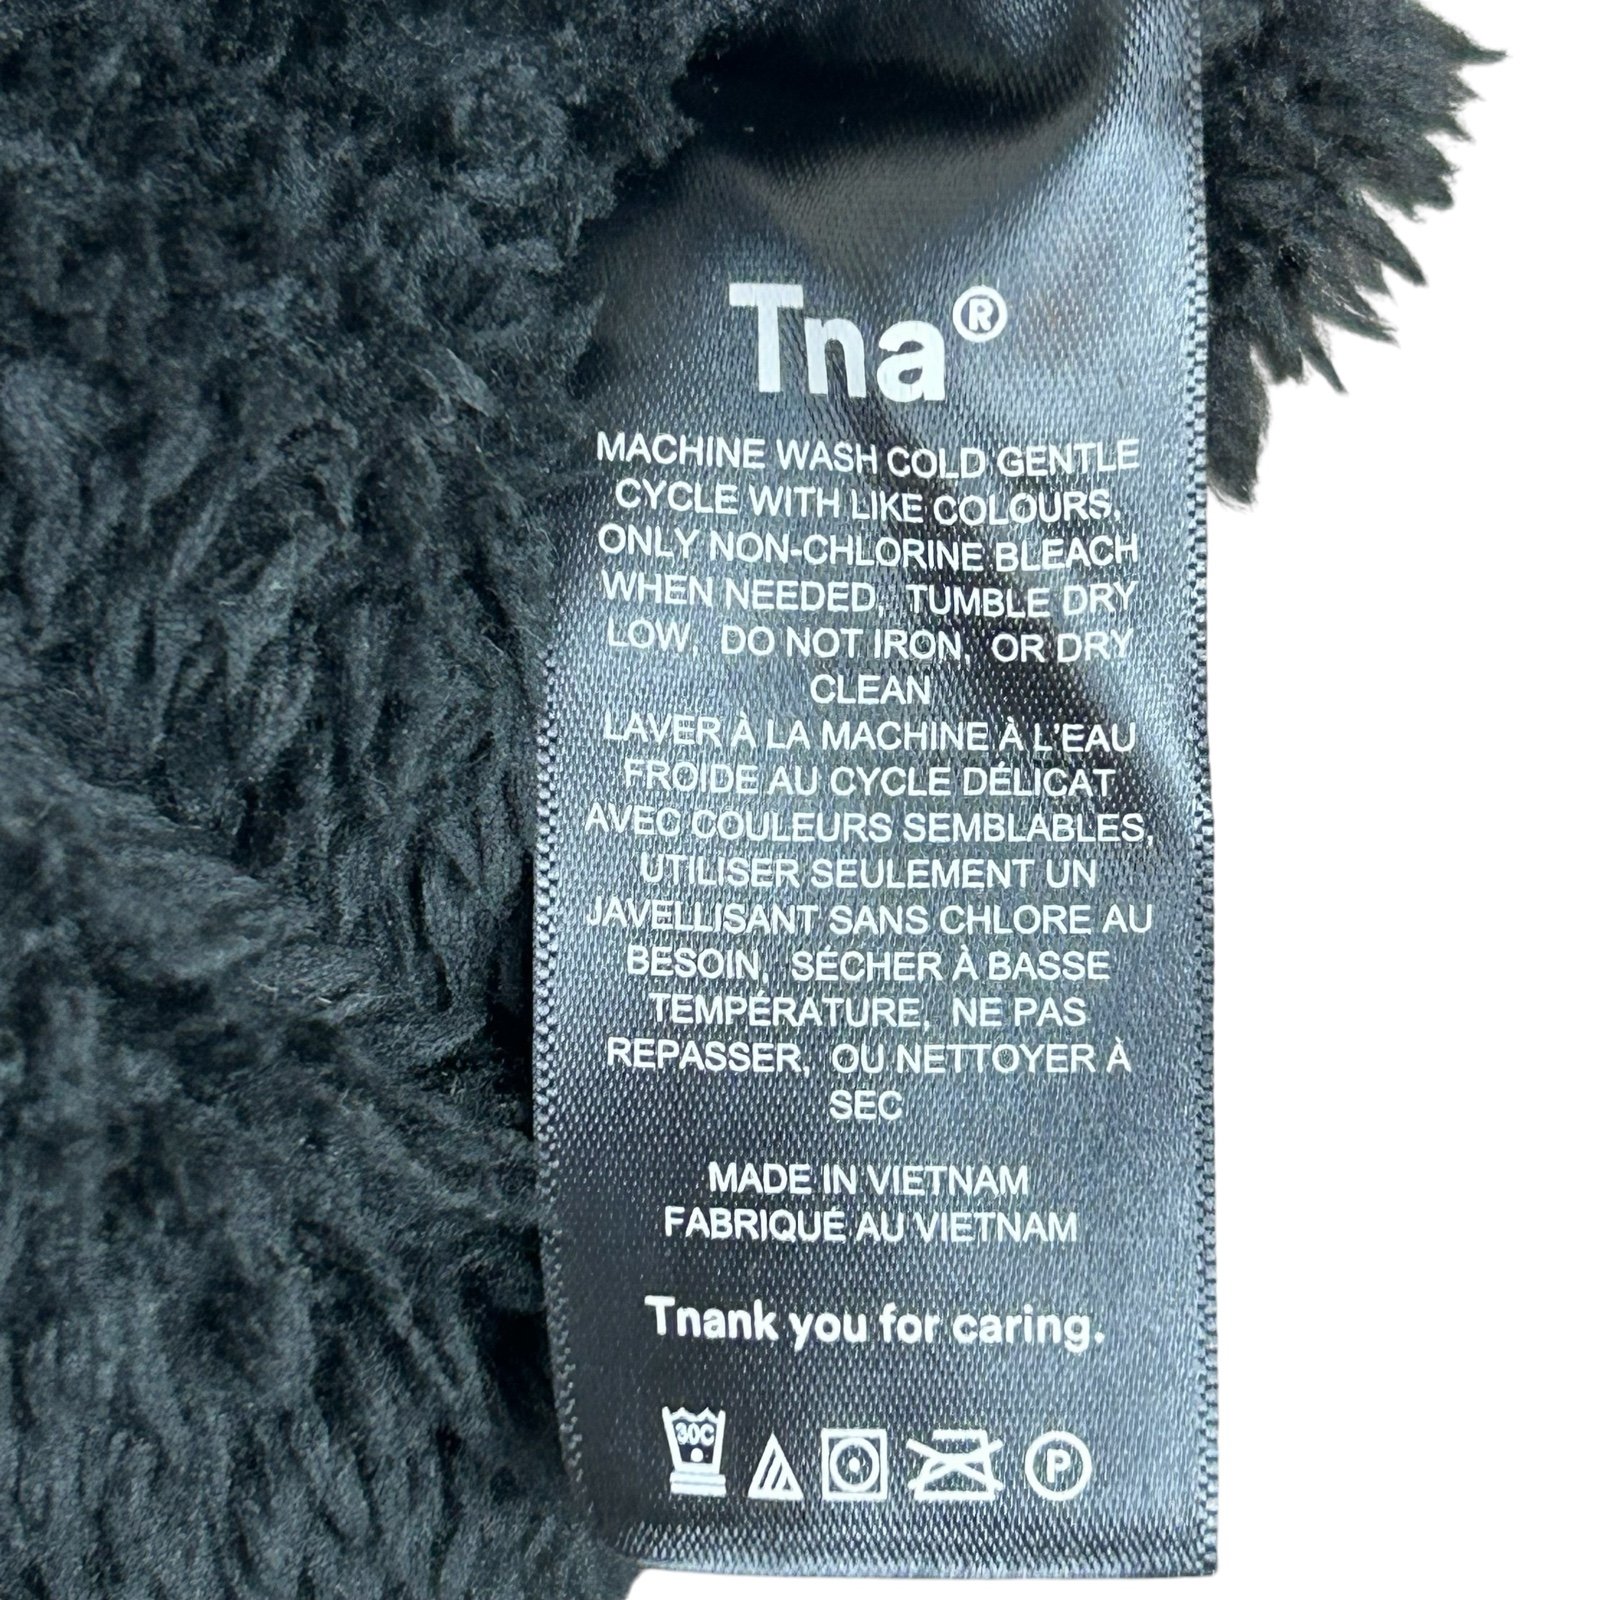 Tna®
MACHINE WASH COLD GENTLE
CYCLE WITH LIKE COLOURS,
ONLY NON-CHLORINE BLEACH
WHEN NEEDED, TUMBLE DRY
LOW, DO NOT IRON, OR DRY
CLEAN
LAVER À LA MACHINE À L'EAU
FROIDE AU CYCLE DÉLICAT
AVEC COULEURS SEMBLABLES,
UTILISER SEULEMENT UN
JAVELLISANT SANS CHLORE AU
BESOIN, SÉCHER À BASSE
TEMPÉRATURE, NE PAS
REPASSER, OU NETTOYER À
SEC
MADE IN VIETNAM
FABRIQUÉ AU VIETNAM
Tnank you for caring.
30C P